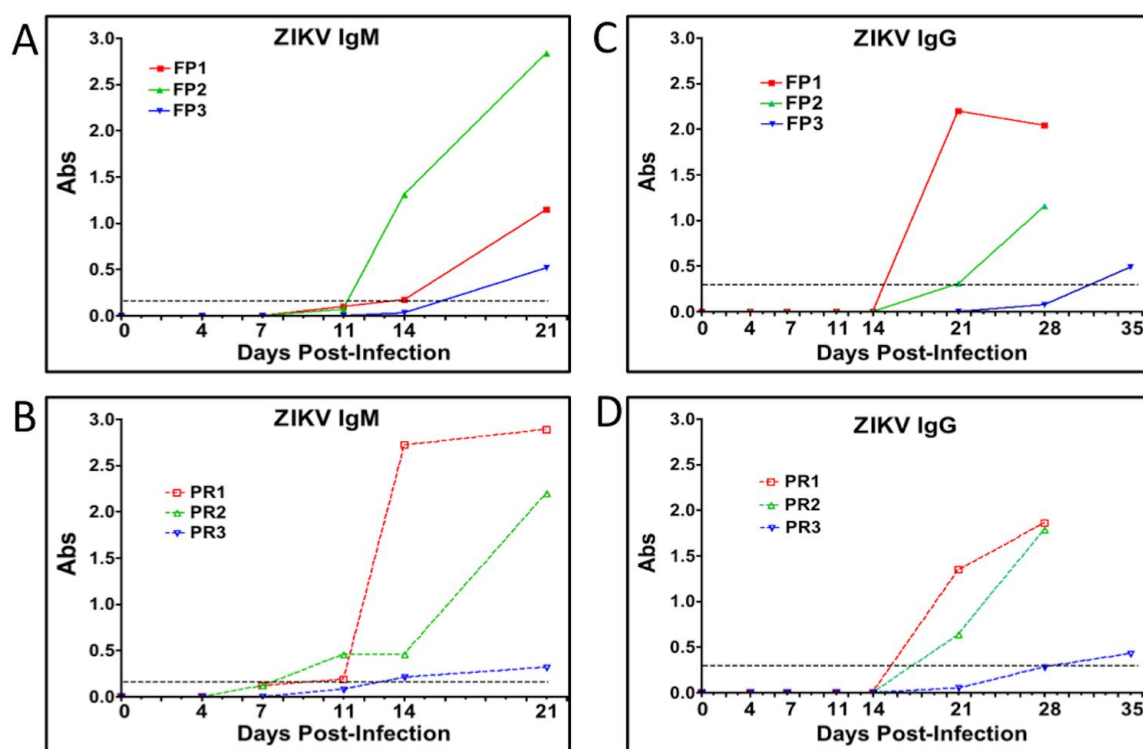 A
ZIKV IgM
3.0
2.5
2.0
1.5
1.0
0.5
0.0
Abs
FP1
FP2
FP3
0 4 7 11 14 21
Days Post-Infection
C
ZIKV IgG
3.0
2.5
2.0
1.5
1.0
0.5
0.0
Abs
FP1
FP2
FP3
0 4 7 11 14 21 28 35
Days Post-Infection
B
ZIKV IgM
3.0
2.5
2.0
1.5
1.0
0.5
0.0
Abs
PR1
PR2
PR3
0 4 7 11 14 21
Days Post-Infection
D
ZIKV IgG
3.0
2.5
2.0
1.5
1.0
0.5
0.0
Abs
PR1
PR2
PR3
0 4 7 11 14 21 28 35
Days Post-Infection